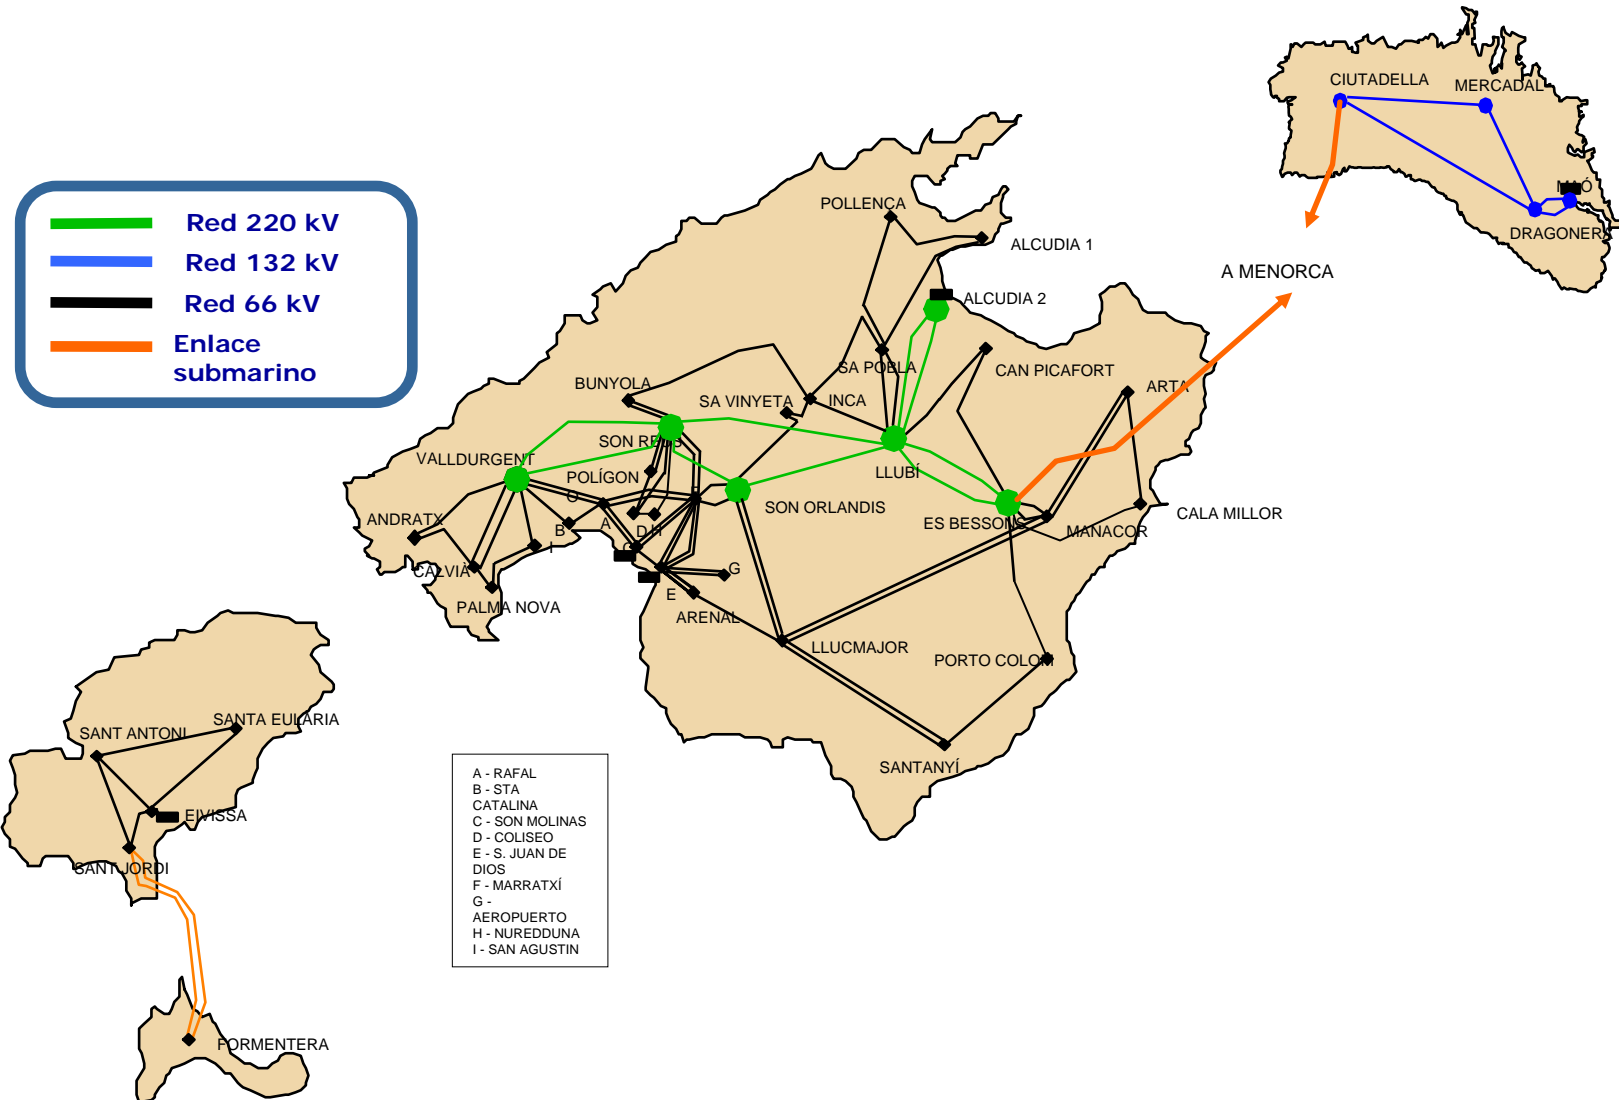 Red 220 kV
Red 132 kV
Red 66 kV
Enlace
submarino
CIUTADELLA
MERCADAL
MAÓ
DRAGONERA
A MENORCA
POLLENÇA
ALCUDIA 1
ALCUDIA 2
SA POBLA
CAN PICAFORT
ARTA
BUNYOLA
SA VINYETA
INCA
SON REUS
LLUBÍ
VALLDURGENT
POLÍGON
SON ORLANDIS
ES BESSONS
MANACOR
CALA MILLOR
ANDRATX
O
A
B
I
D
H
F
C
G
E
CALVIÀ
PALMA NOVA
ARENAL
LLUCMAJOR
PORTO COLOM
SANTANYÍ
SANT ANTONI
SANTA EULÀRIA
EIVISSA
SANT JORDI
FORMENTERA
A - RAFAL
B - STA
CATALINA
C - SON MOLINAS
D - COLISEO
E - S. JUAN DE
DIOS
F - MARRATXÍ
G -
AEROPUERTO
H - NUREDDUNA
I - SAN AGUSTIN